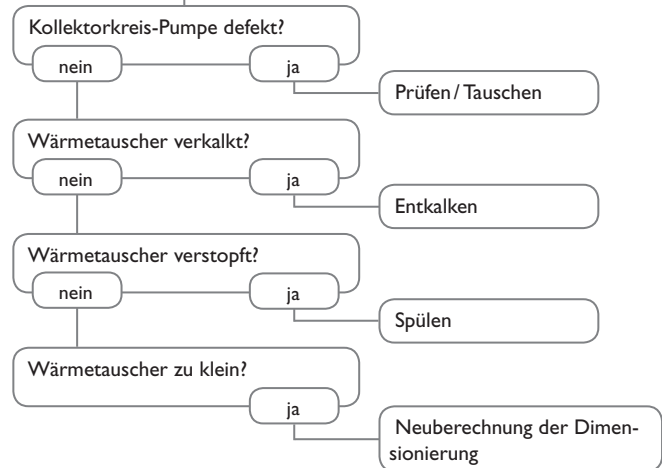 Kollektorkreis-Pumpe defekt?
nein
ja
Prüfen / Tauschen
Wärmetauscher verkalkt?
nein
ja
Entkalken
Wärmetauscher verstopft?
nein
ja
Spülen
Wärmetauscher zu klein?
ja
Neuberechnung der Dimen-
sionierung